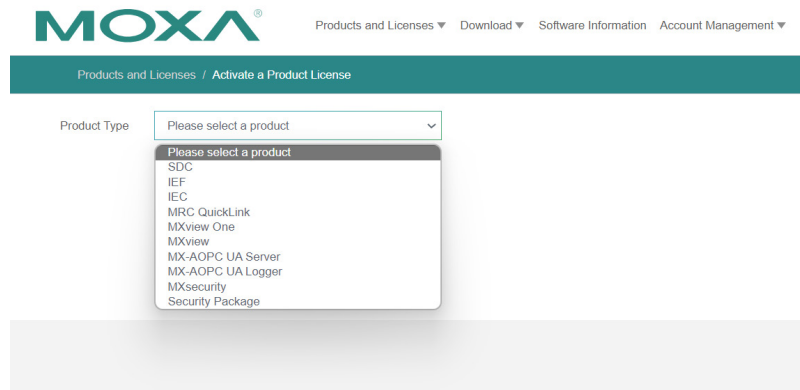 MOXA®
Products and Licenses ▼ Download ▼ Software Information Account Management ▼
Products and Licenses / Activate a Product License
Product Type Please select a product
Please select a product
SDC
IEF
IEC
MRC QuickLink
MXview One
MXview
MX-AOPC UA Server
MX-AOPC UA Logger
MXsecurity
Security Package